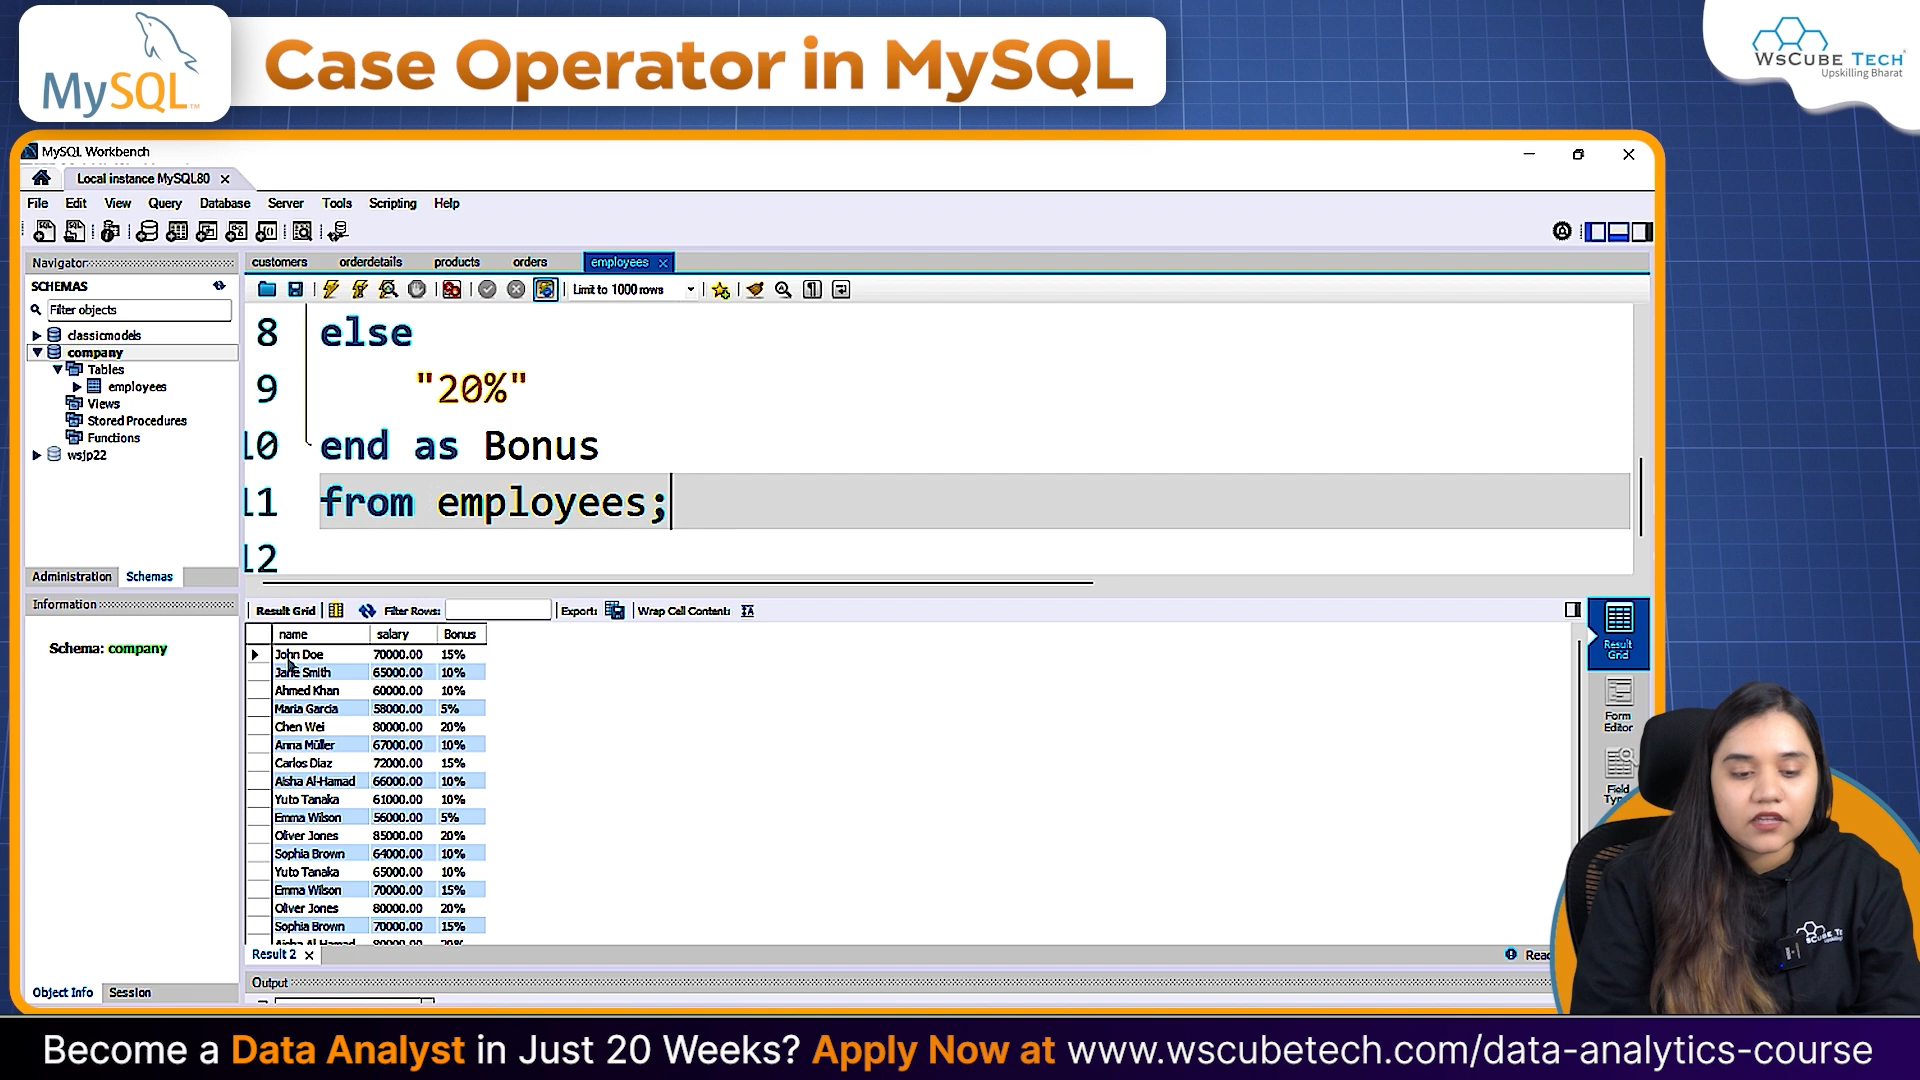 MySQL™
Case Operator in MySQL
WSCUBE TECH
Upskilling Bharat
MySQL Workbench
Local instance MySQL80
File Edit View Query Database Server Tools Scripting Help
Navigator
SCHEMAS
Filter objects
classicmodels
company
Tables
employees
Views
Stored Procedures
Functions
wsjp22
Administration Schemas
Information
Schema: company
Object Info Session
customers orderdetails products orders employees
Limit to 1000 rows
8 else
9 "20%"
10 end as Bonus
11 from employees;
12
Result Grid Filter Rows: Export: Wrap Cell Content:
name salary Bonus
John Doe 70000.00 15%
Jane Smith 65000.00 10%
Ahmed Khan 60000.00 10%
Maria Garcia 58000.00 5%
Chen Wei 80000.00 20%
Anna Müller 67000.00 10%
Carlos Diaz 72000.00 15%
Aisha Al-Hamad 66000.00 10%
Yuto Tanaka 61000.00 10%
Emma Wilson 56000.00 5%
Oliver Jones 85000.00 20%
Sophia Brown 64000.00 10%
Yuto Tanaka 65000.00 10%
Emma Wilson 70000.00 15%
Oliver Jones 80000.00 20%
Sophia Brown 70000.00 15%
Result Grid
Form Editor
Field
Result 2
Output
Become a Data Analyst in Just 20 Weeks? Apply Now at www.wscubetech.com/data-analytics-course